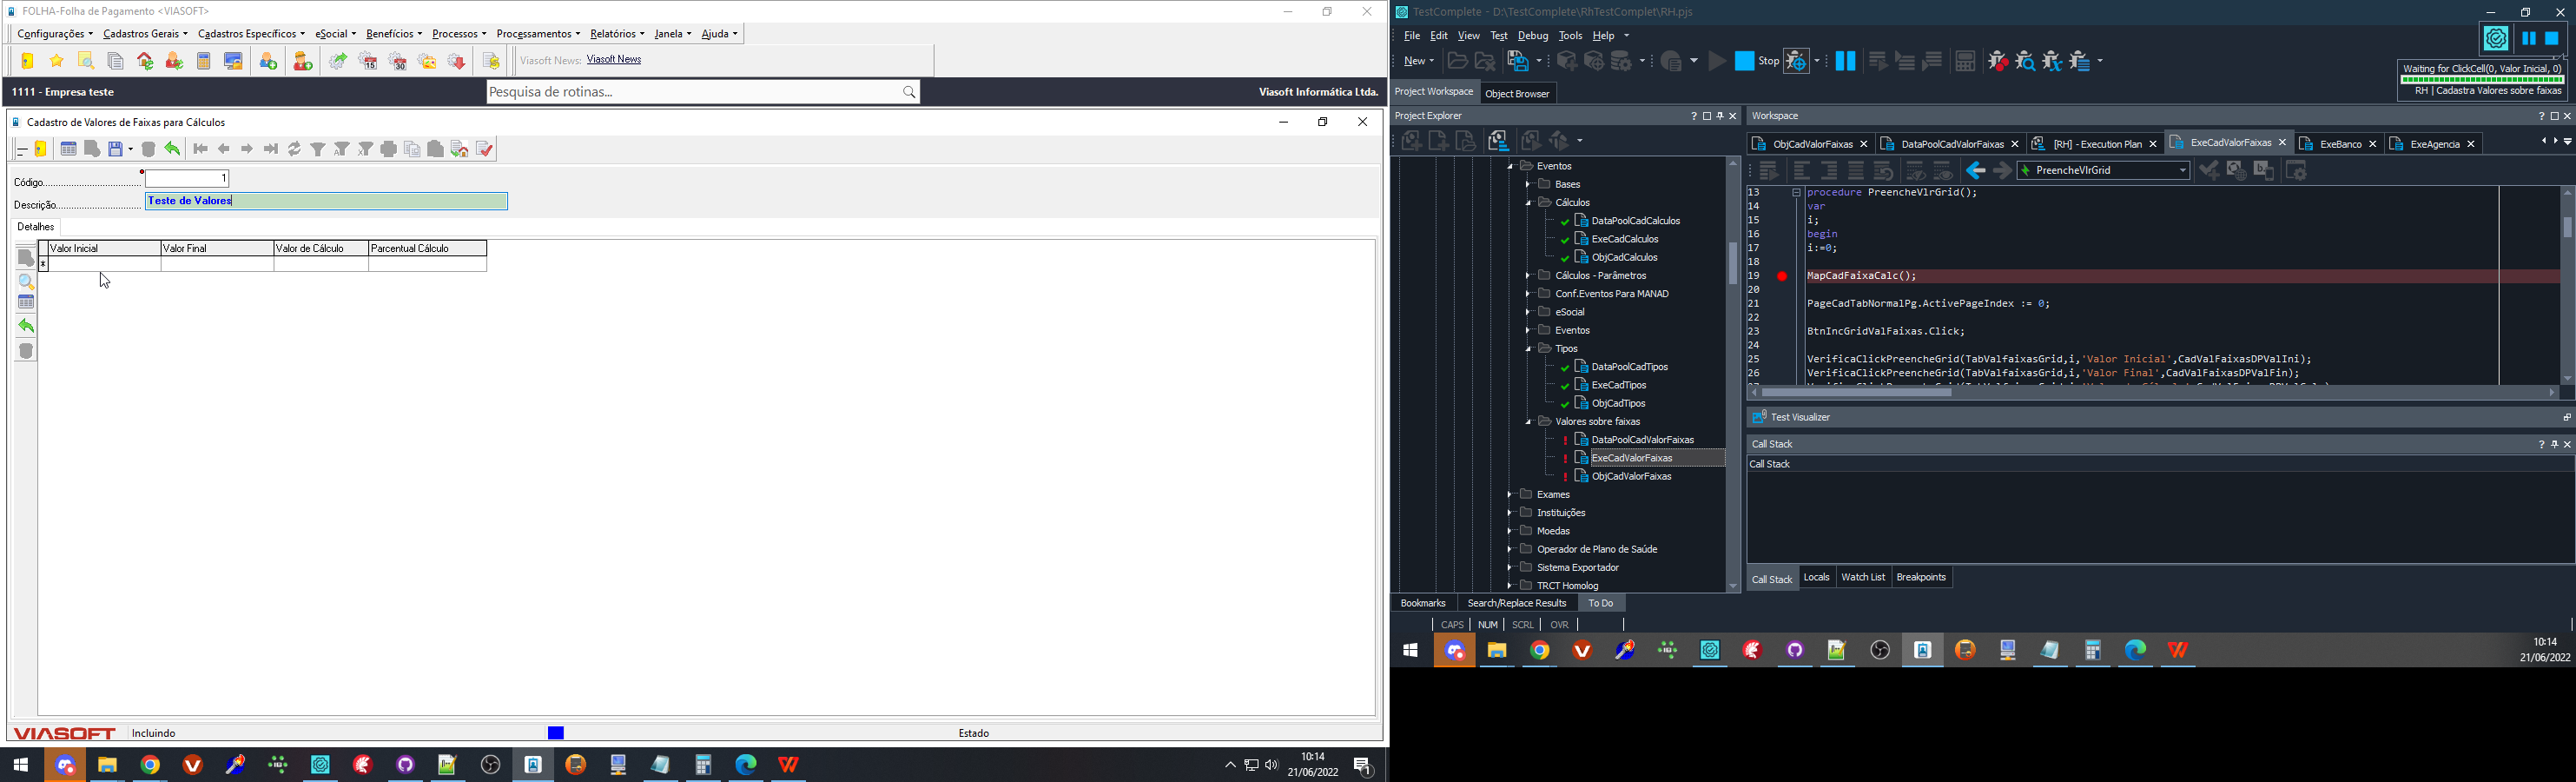 FOLHA-Folha de Pagamento <VIASOFT>
Configurações Cadastros Gerais Cadastros Específicos eSocial Benefícios Processos Processamentos Relatórios Janela Ajuda
Viasoft News: Viasoft News
1111 - Empresa teste
Pesquisa de rotinas...
Viasoft Informática Ltda.
Cadastro de Valores de Faixas para Cálculos
Código 1
Descrição Teste de Valores
Detalhes
Valor Inicial Valor Final Valor de Cálculo Parcentual Cálculo
VIASOFT Incluindo Estado
10:14
21/06/2022
TestComplete - D:\TestComplete\RhTestComplet\RH.pjs
File Edit View Test Debug Tools Help
New Stop
Waiting for ClickCell(0, Valor Inicial, 0)
RH | Cadastra Valores sobre faixas
Project Workspace Object Browser
Project Explorer
Eventos
Bases
Cálculos
DataPoolCadCalculos
ExeCadCalculos
ObjCadCalculos
Cálculos - Parâmetros
Conf.Eventos Para MANAD
eSocial
Eventos
Tipos
DataPoolCadTipos
ExeCadTipos
ObjCadTipos
Valores sobre faixas
DataPoolCadValorFaixas
ExeCadValorFaixas
ObjCadValorFaixas
Exames
Instituições
Moedas
Operador de Plano de Saúde
Sistema Exportador
TRCT Homolog
Workspace
ObjCadValorFaixas DataPoolCadValorFaixas [RH] - Execution Plan ExeCadValorFaixas ExeBanco ExeAgencia
PreencheVlrGrid
13 procedure PreencheVlrGrid();
14 var
15 i;
16 begin
17 i:=0;
18
19 MapCadFaixaCalc();
20
21 PageCadTabNormalPg.ActivePageIndex := 0;
22
23 BtnIncGridValFaixas.Click;
24
25 VerificaClickPreencheGrid(TabValfaixasGrid,i,'Valor Inicial',CadValFaixasDPValIni);
26 VerificaClickPreencheGrid(TabValfaixasGrid,i,'Valor Final',CadValFaixasDPValFin);
Test Visualizer
Call Stack
Call Stack
Call Stack Locals Watch List Breakpoints
Bookmarks Search/Replace Results To Do
CAPS NUM SCRL OVR
10:14
21/06/2022